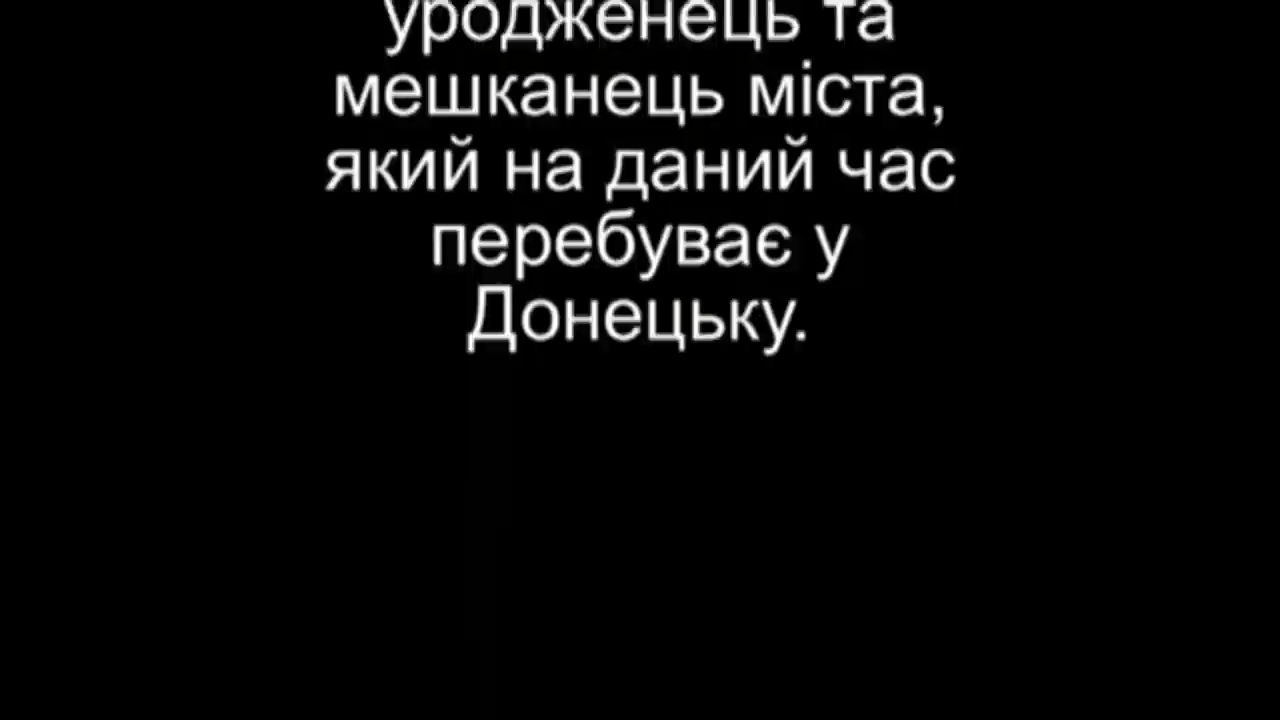 уродженець та
мешканець міста,
який на даний час
перебуває у
Донецьку.